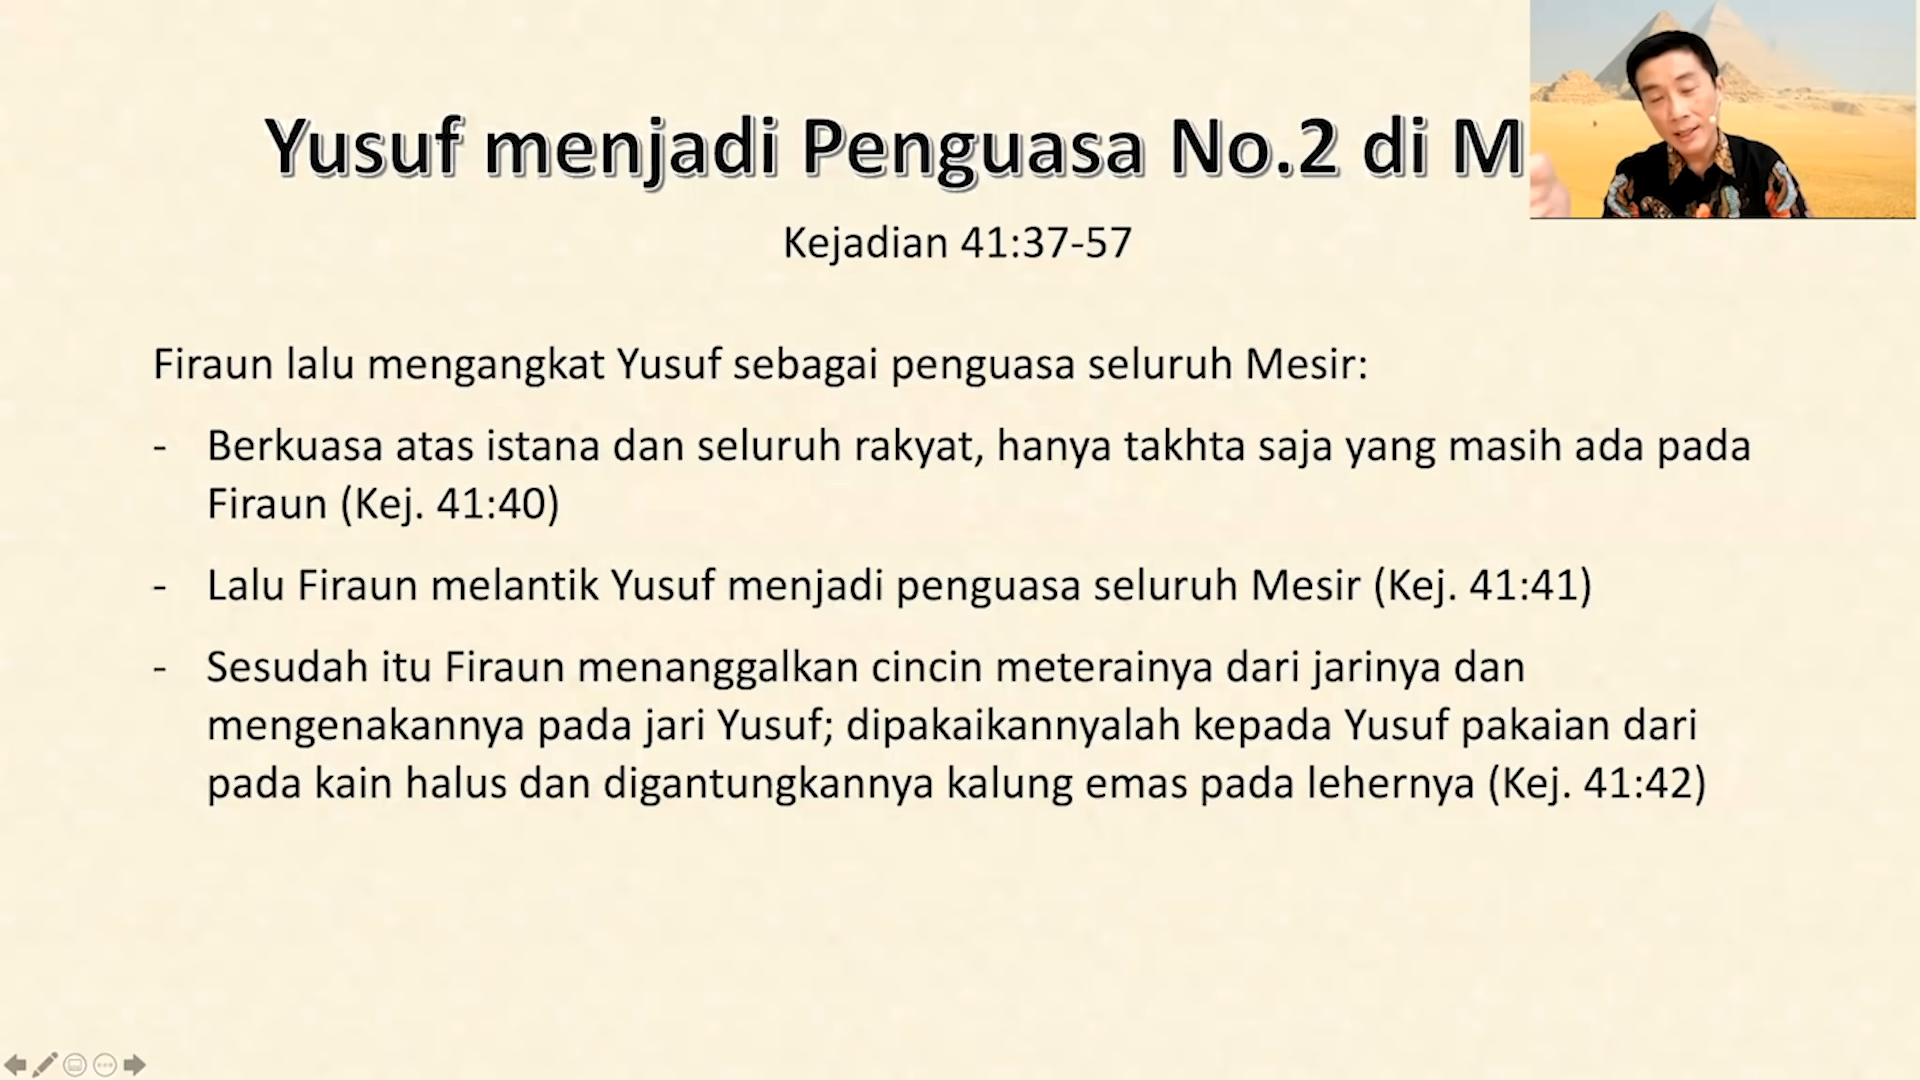 Yusuf menjadi Penguasa No.2 di M
Kejadian 41:37-57
Firaun lalu mengangkat Yusuf sebagai penguasa seluruh Mesir:
- Berkuasa atas istana dan seluruh rakyat, hanya takhta saja yang masih ada pada
Firaun (Kej. 41:40)
- Lalu Firaun melantik Yusuf menjadi penguasa seluruh Mesir (Kej. 41:41)
- Sesudah itu Firaun menanggalkan cincin meterainya dari jarinya dan
mengenakannya pada jari Yusuf; dipakaikannyalah kepada Yusuf pakaian dari
pada kain halus dan digantungkannya kalung emas pada lehernya (Kej. 41:42)